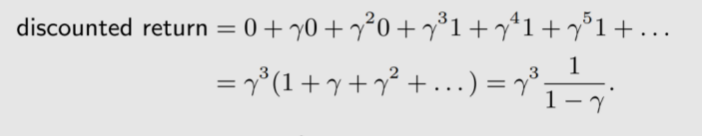 discounted return = 0 + γ0 + γ²0 + γ³1 + γ⁴1 + γ⁵1 + …
= γ³(1 + γ + γ² + …) = γ³ 1/(1 − γ).